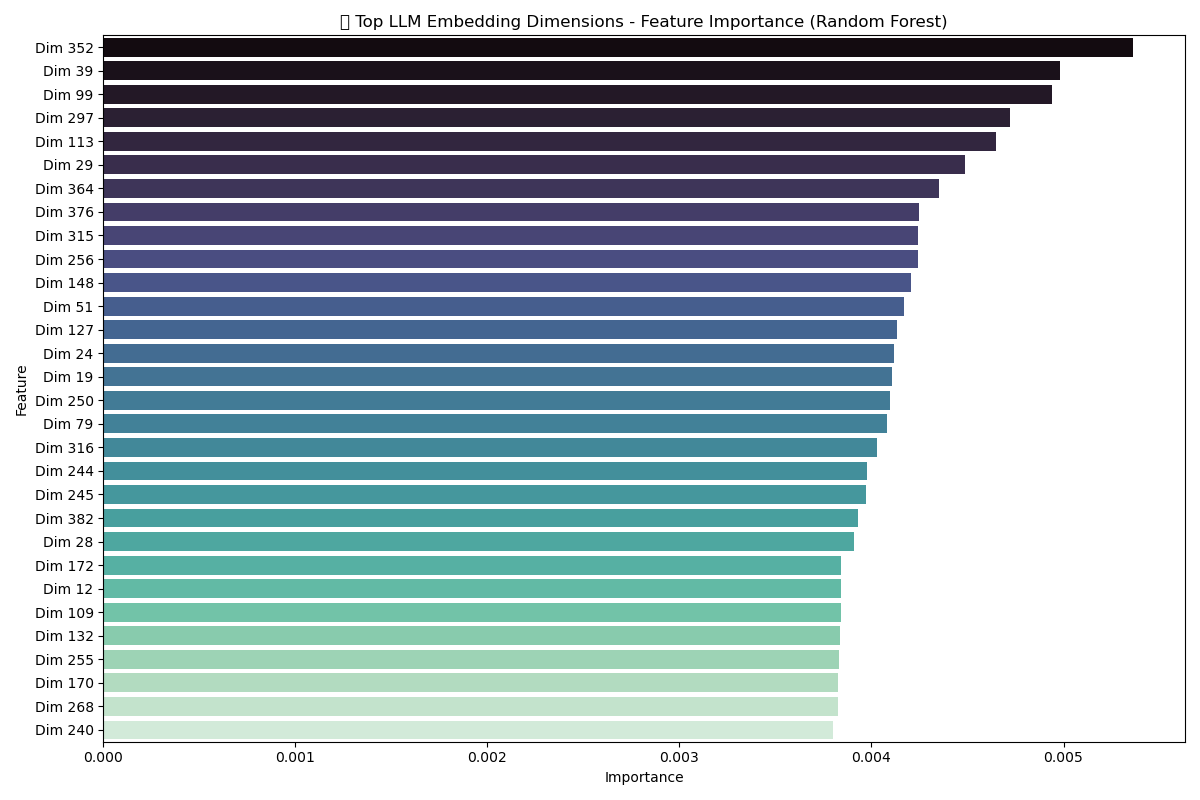 Top LLM Embedding Dimensions - Feature Importance (Random Forest)
Dim 352
Dim 39
Dim 99
Dim 297
Dim 113
Dim 29
Dim 364
Dim 376
Dim 315
Dim 256
Dim 148
Dim 51
Dim 127
Dim 24
Dim 19
Dim 250
Dim 79
Dim 316
Dim 244
Dim 245
Dim 382
Dim 28
Dim 172
Dim 12
Dim 109
Dim 132
Dim 255
Dim 170
Dim 268
Dim 240
Feature
0.000 0.001 0.002 0.003 0.004 0.005
Importance